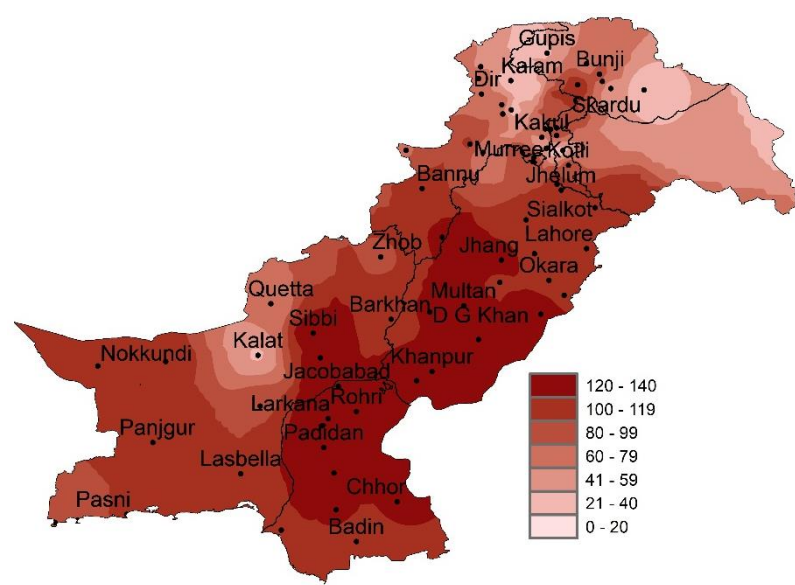 Gupis
Kalam
Bunji
Dir
Skardu
Kakul
Murree
Kotli
Bannu
Jhelum
Sialkot
Zhob
Jhang
Lahore
Okara
Quetta
Multan
Barkhan
D G Khan
Sibbi
Kalat
Nokkundi
Khanpur
Jacobabad
Larkana
Rohri
Panjgur
Padidan
Lasbella
Pasni
Chhor
Badin
120 - 140
100 - 119
80 - 99
60 - 79
41 - 59
21 - 40
0 - 20